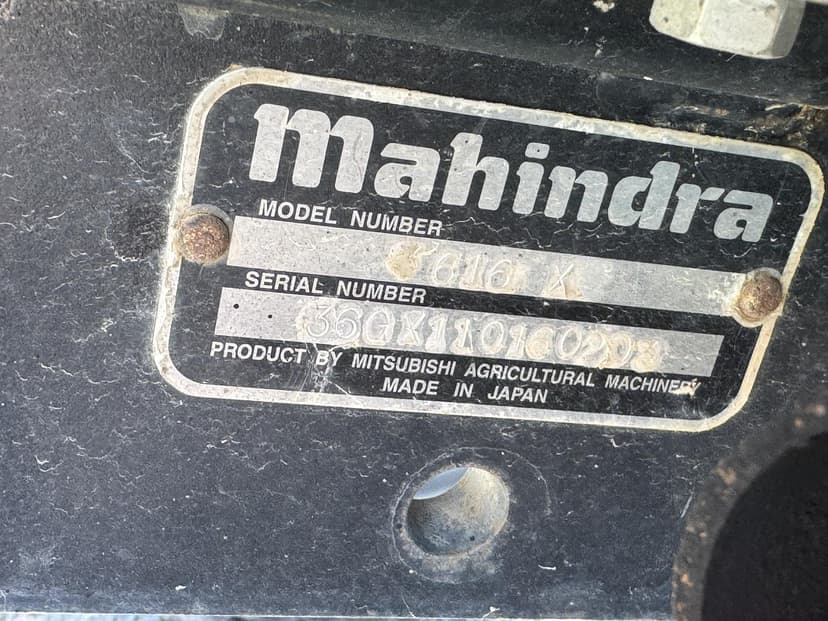 mahindra
MODEL NUMBER
SERIAL NUMBER
PRODUCT BY MITSUBISHI AGRICULTURAL MACHINERY
MADE IN JAPAN